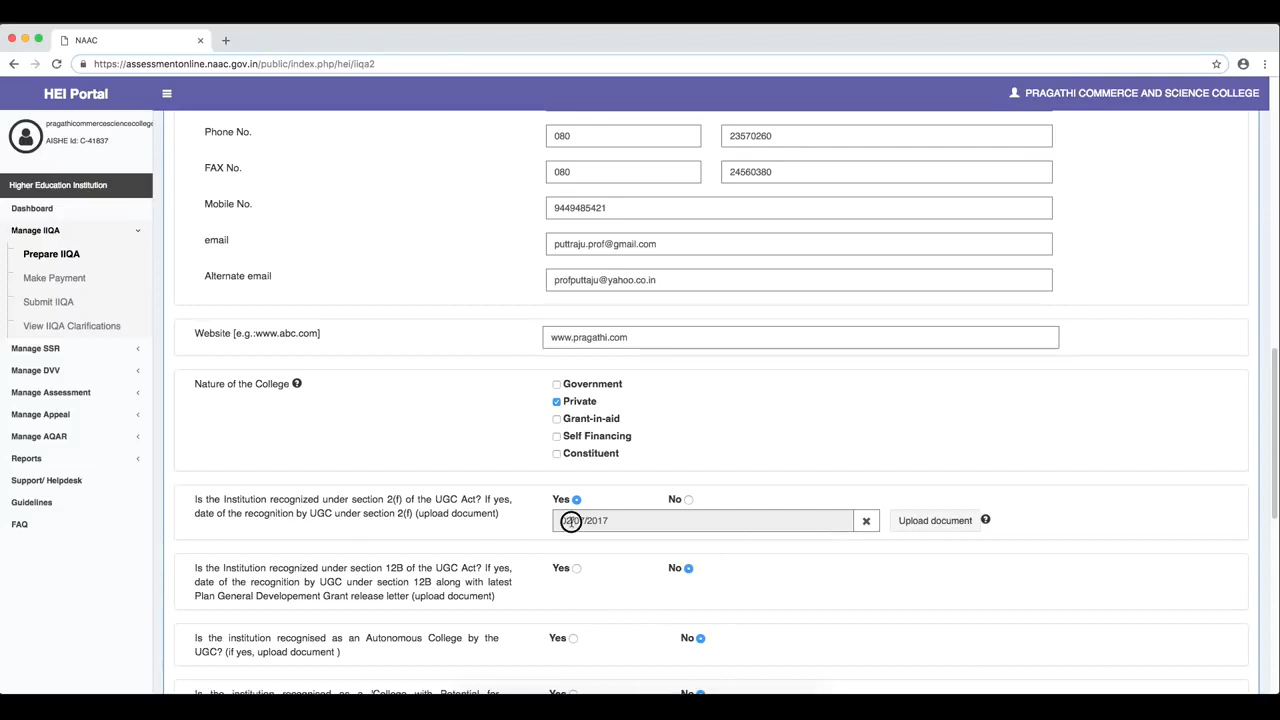 NAAC
https://assessmentonline.naac.gov.in/public/index.php/hei/iiqa2
HEI Portal
PRAGATHI COMMERCE AND SCIENCE COLLEGE
pragathicommercesciencecollege
AISHE Id: C-41837
Higher Education Institution
Dashboard
Manage IIQA
Prepare IIQA
Make Payment
Submit IIQA
View IIQA Clarifications
Manage SSR
Manage DVV
Manage Assessment
Manage Appeal
Manage AQAR
Reports
Support/ Helpdesk
Guidelines
FAQ
Phone No. 080 23570260
FAX No. 080 24560380
Mobile No. 9449485421
email puttraju.prof@gmail.com
Alternate email profputtaju@yahoo.co.in
Website [e.g.:www.abc.com] www.pragathi.com
Nature of the College
Government
Private
Grant-in-aid
Self Financing
Constituent
Is the Institution recognized under section 2(f) of the UGC Act? If yes, Yes No
date of the recognition by UGC under section 2(f) (upload document)
02/07/2017 Upload document
Is the Institution recognized under section 12B of the UGC Act? If yes, Yes No
date of the recognition by UGC under section 12B along with latest
Plan General Developement Grant release letter (upload document)
Is the institution recognised as an Autonomous College by the Yes No
UGC? (if yes, upload document )
Is the institution recognised as a 'College with Potential for Yes No